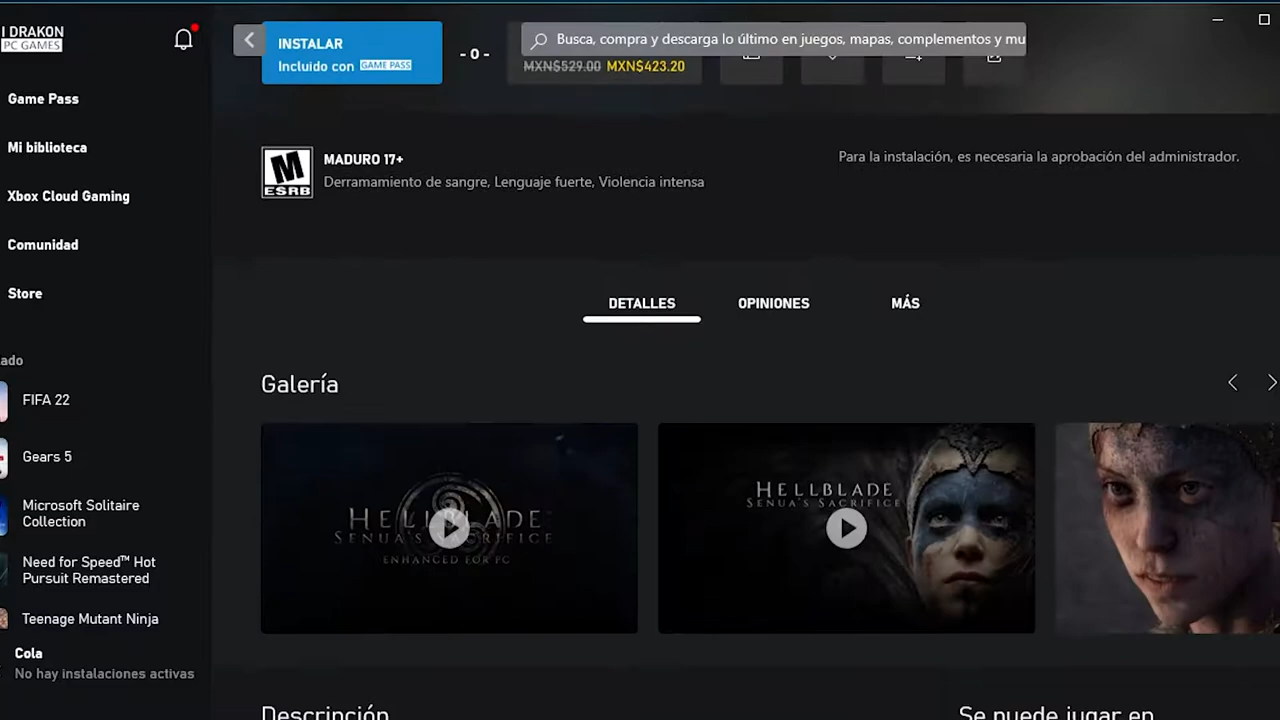 I DRAKON
PC GAMES
INSTALAR
Incluido con GAME PASS
- O -
Busca, compra y descarga lo último en juegos, mapas, complementos y mu
MXN$529.00 MXN$423.20
Game Pass
Mi biblioteca
Xbox Cloud Gaming
Comunidad
Store
ado
FIFA 22
Gears 5
Microsoft Solitaire
Collection
Need for Speed™ Hot
Pursuit Remastered
Teenage Mutant Ninja
Cola
No hay instalaciones activas
M
ESRB
MADURO 17+
Derramamiento de sangre, Lenguaje fuerte, Violencia intensa
Para la instalación, es necesaria la aprobación del administrador.
DETALLES
OPINIONES
MÁS
Galería
HELLBLADE
SENUA'S SACRIFICE
ENHANCED FOR PC
HELLBLADE
SENUA'S SACRIFICE
Descripción
Se puede jugar en